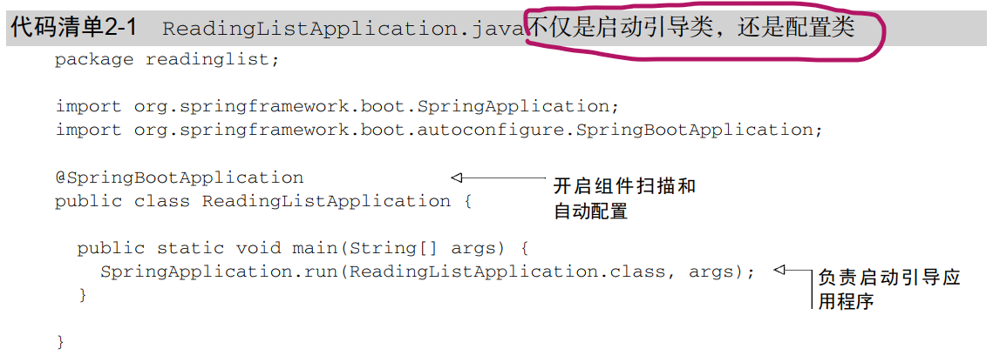 代码清单2-1 ReadingListApplication.java不仅是启动引导类，还是配置类
package readinglist;
import org.springframework.boot.SpringApplication;
import org.springframework.boot.autoconfigure.SpringBootApplication;
@SpringBootApplication
开启组件扫描和
自动配置
public class ReadingListApplication {
public static void main(String[] args) {
SpringApplication.run(ReadingListApplication.class, args);
负责启动引导应
用程序
}
}